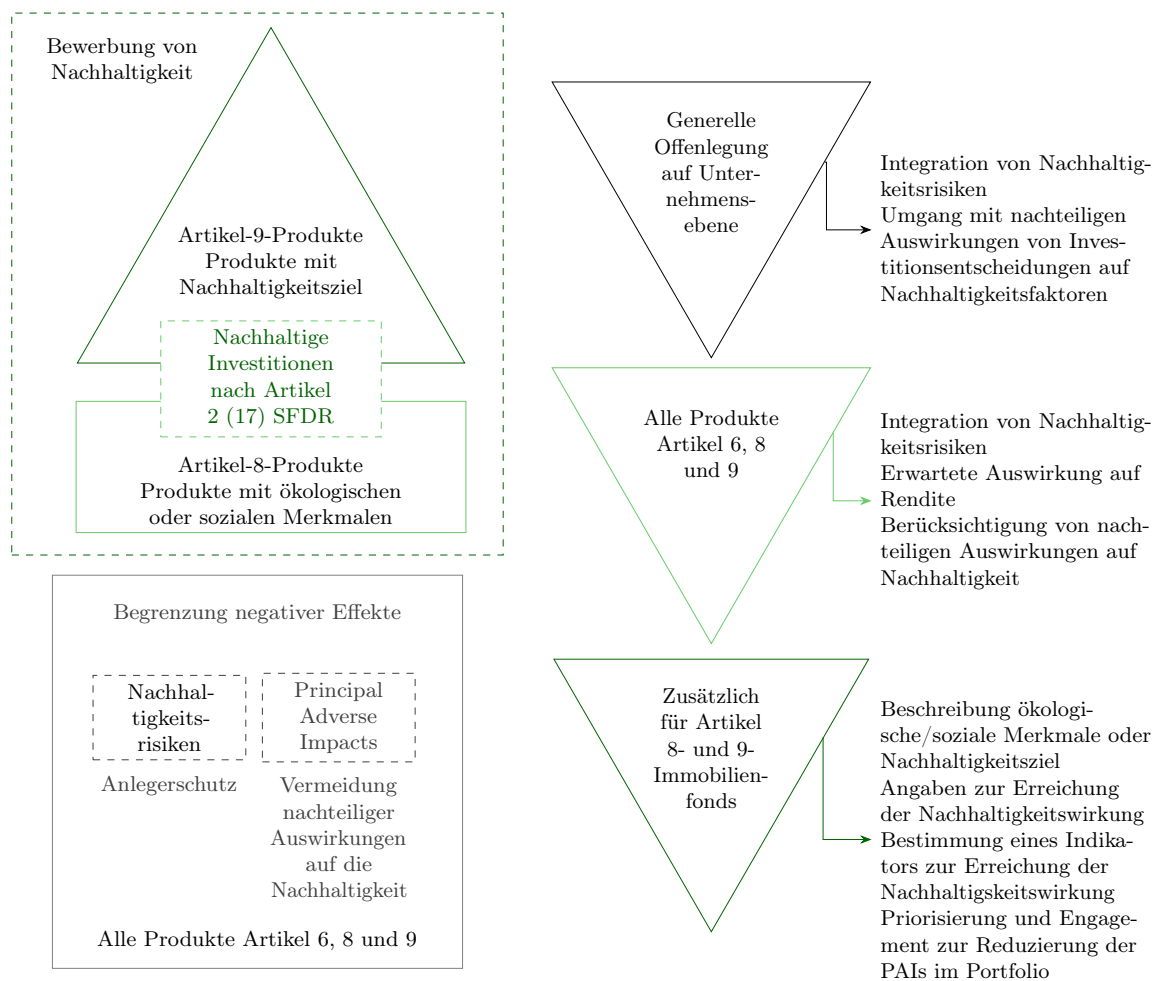 Bewerbung von
Nachhaltigkeit
Artikel-9-Produkte
Produkte mit
Nachhaltigkeitsziel
Nachhaltige
Investitionen
nach Artikel
2 (17) SFDR
Artikel-8-Produkte
Produkte mit ökologischen
oder sozialen Merkmalen
Begrenzung negativer Effekte
Nachhal-
tigkeits-
risiken
Anlegerschutz
Principal
Adverse
Impacts
Vermeidung
nachteiliger
Auswirkungen
auf die
Nachhaltigkeit
Alle Produkte Artikel 6, 8 und 9
Generelle
Offenlegung
auf Unter-
nehmens-
ebene
Integration von Nachhaltig-
keitsrisiken
Umgang mit nachteiligen
Auswirkungen von Inves-
titionsentscheidungen auf
Nachhaltigkeitsfaktoren
Alle Produkte
Artikel 6, 8
und 9
Integration von Nachhaltig-
keitsrisiken
Erwartete Auswirkung auf
Rendite
Berücksichtigung von nach-
teiligen Auswirkungen auf
Nachhaltigkeit
Zusätzlich
für Artikel
8- und 9-
Immobilien-
fonds
Beschreibung ökologi-
sche/soziale Merkmale oder
Nachhaltigkeitsziel
Angaben zur Erreichung
der Nachhaltigkeitswirkung
Bestimmung eines Indika-
tors zur Erreichung der
Nachhaltigskeitswirkung
Priorisierung und Engage-
ment zur Reduzierung der
PAIs im Portfolio